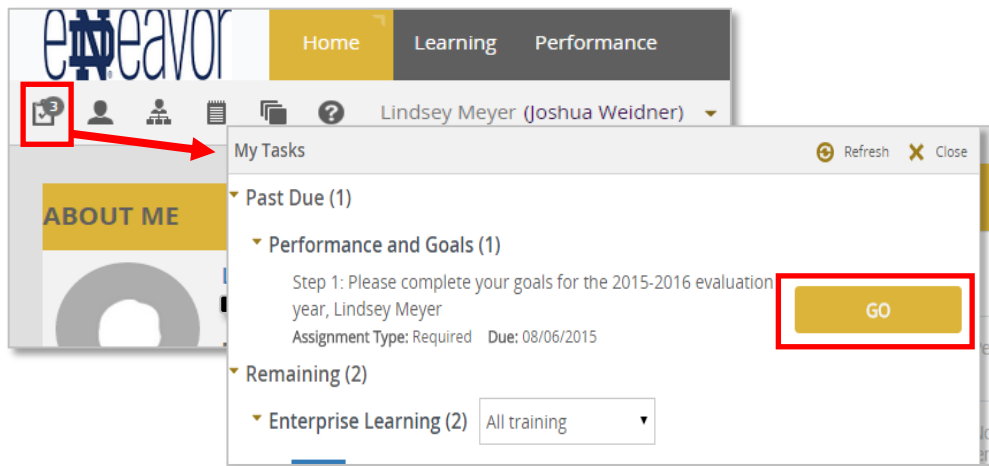 eNDeavor
Home Learning Performance
3
? Lindsey Meyer (Joshua Weidner)
My Tasks Refresh Close
ABOUT ME
Past Due (1)
Performance and Goals (1)
Step 1: Please complete your goals for the 2015-2016 evaluation
year, Lindsey Meyer
GO
Assignment Type: Required Due: 08/06/2015
Remaining (2)
Enterprise Learning (2) All training